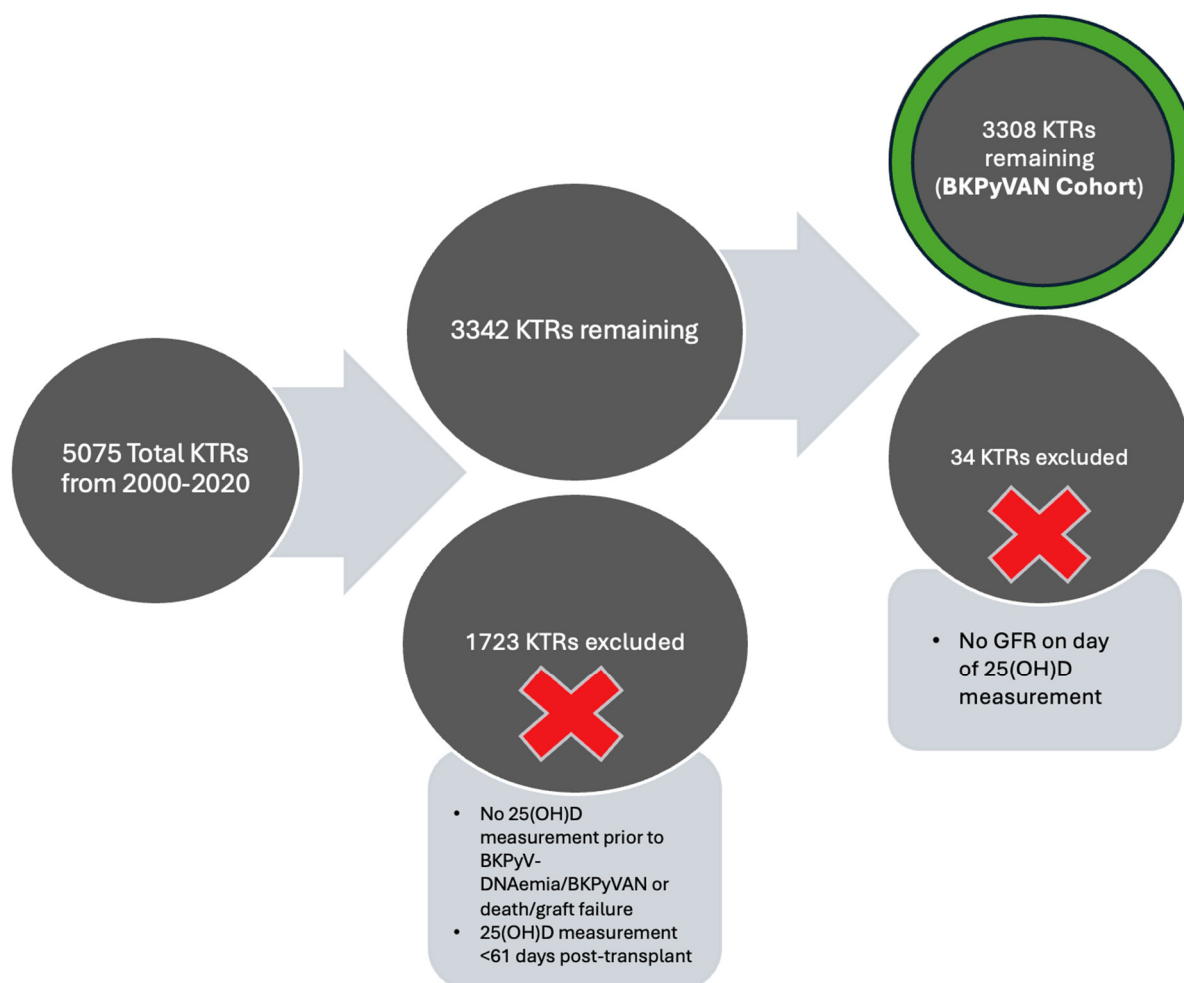 5075 Total KTRs
from 2000-2020
3342 KTRs remaining
1723 KTRs excluded
• No 25(OH)D
measurement prior to
BKPyV-
DNAemia/BKPyVAN or
death/graft failure
• 25(OH)D measurement
<61 days post-transplant
3308 KTRs
remaining
(BKPyVAN Cohort)
34 KTRs excluded
• No GFR on day
of 25(OH)D
measurement